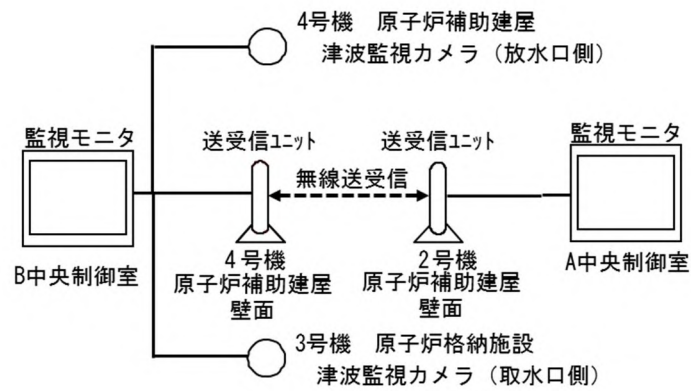 4号機　原子炉補助建屋
津波監視カメラ（放水口側）
監視モニタ
送受信ユニット
送受信ユニット
監視モニタ
無線送受信
B中央制御室
4号機
原子炉補助建屋
壁面
2号機
原子炉補助建屋
壁面
A中央制御室
3号機　原子炉格納施設
津波監視カメラ（取水口側）